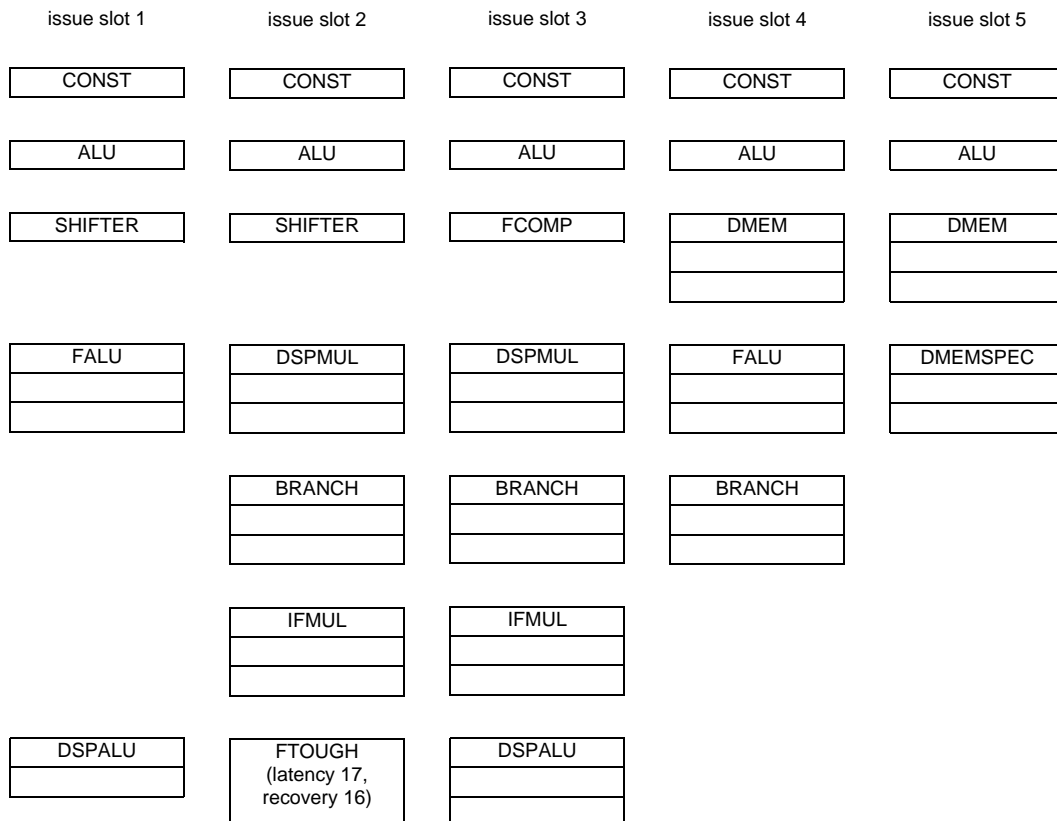 issue slot 1 issue slot 2 issue slot 3 issue slot 4 issue slot 5
CONST CONST CONST CONST CONST
ALU ALU ALU ALU ALU
SHIFTER SHIFTER FCOMP DMEM DMEM
FALU DSPMUL DSPMUL FALU DMEMSPEC
BRANCH BRANCH BRANCH
IFMUL IFMUL
DSPALU FTOUGH DSPALU
(latency 17,
recovery 16)